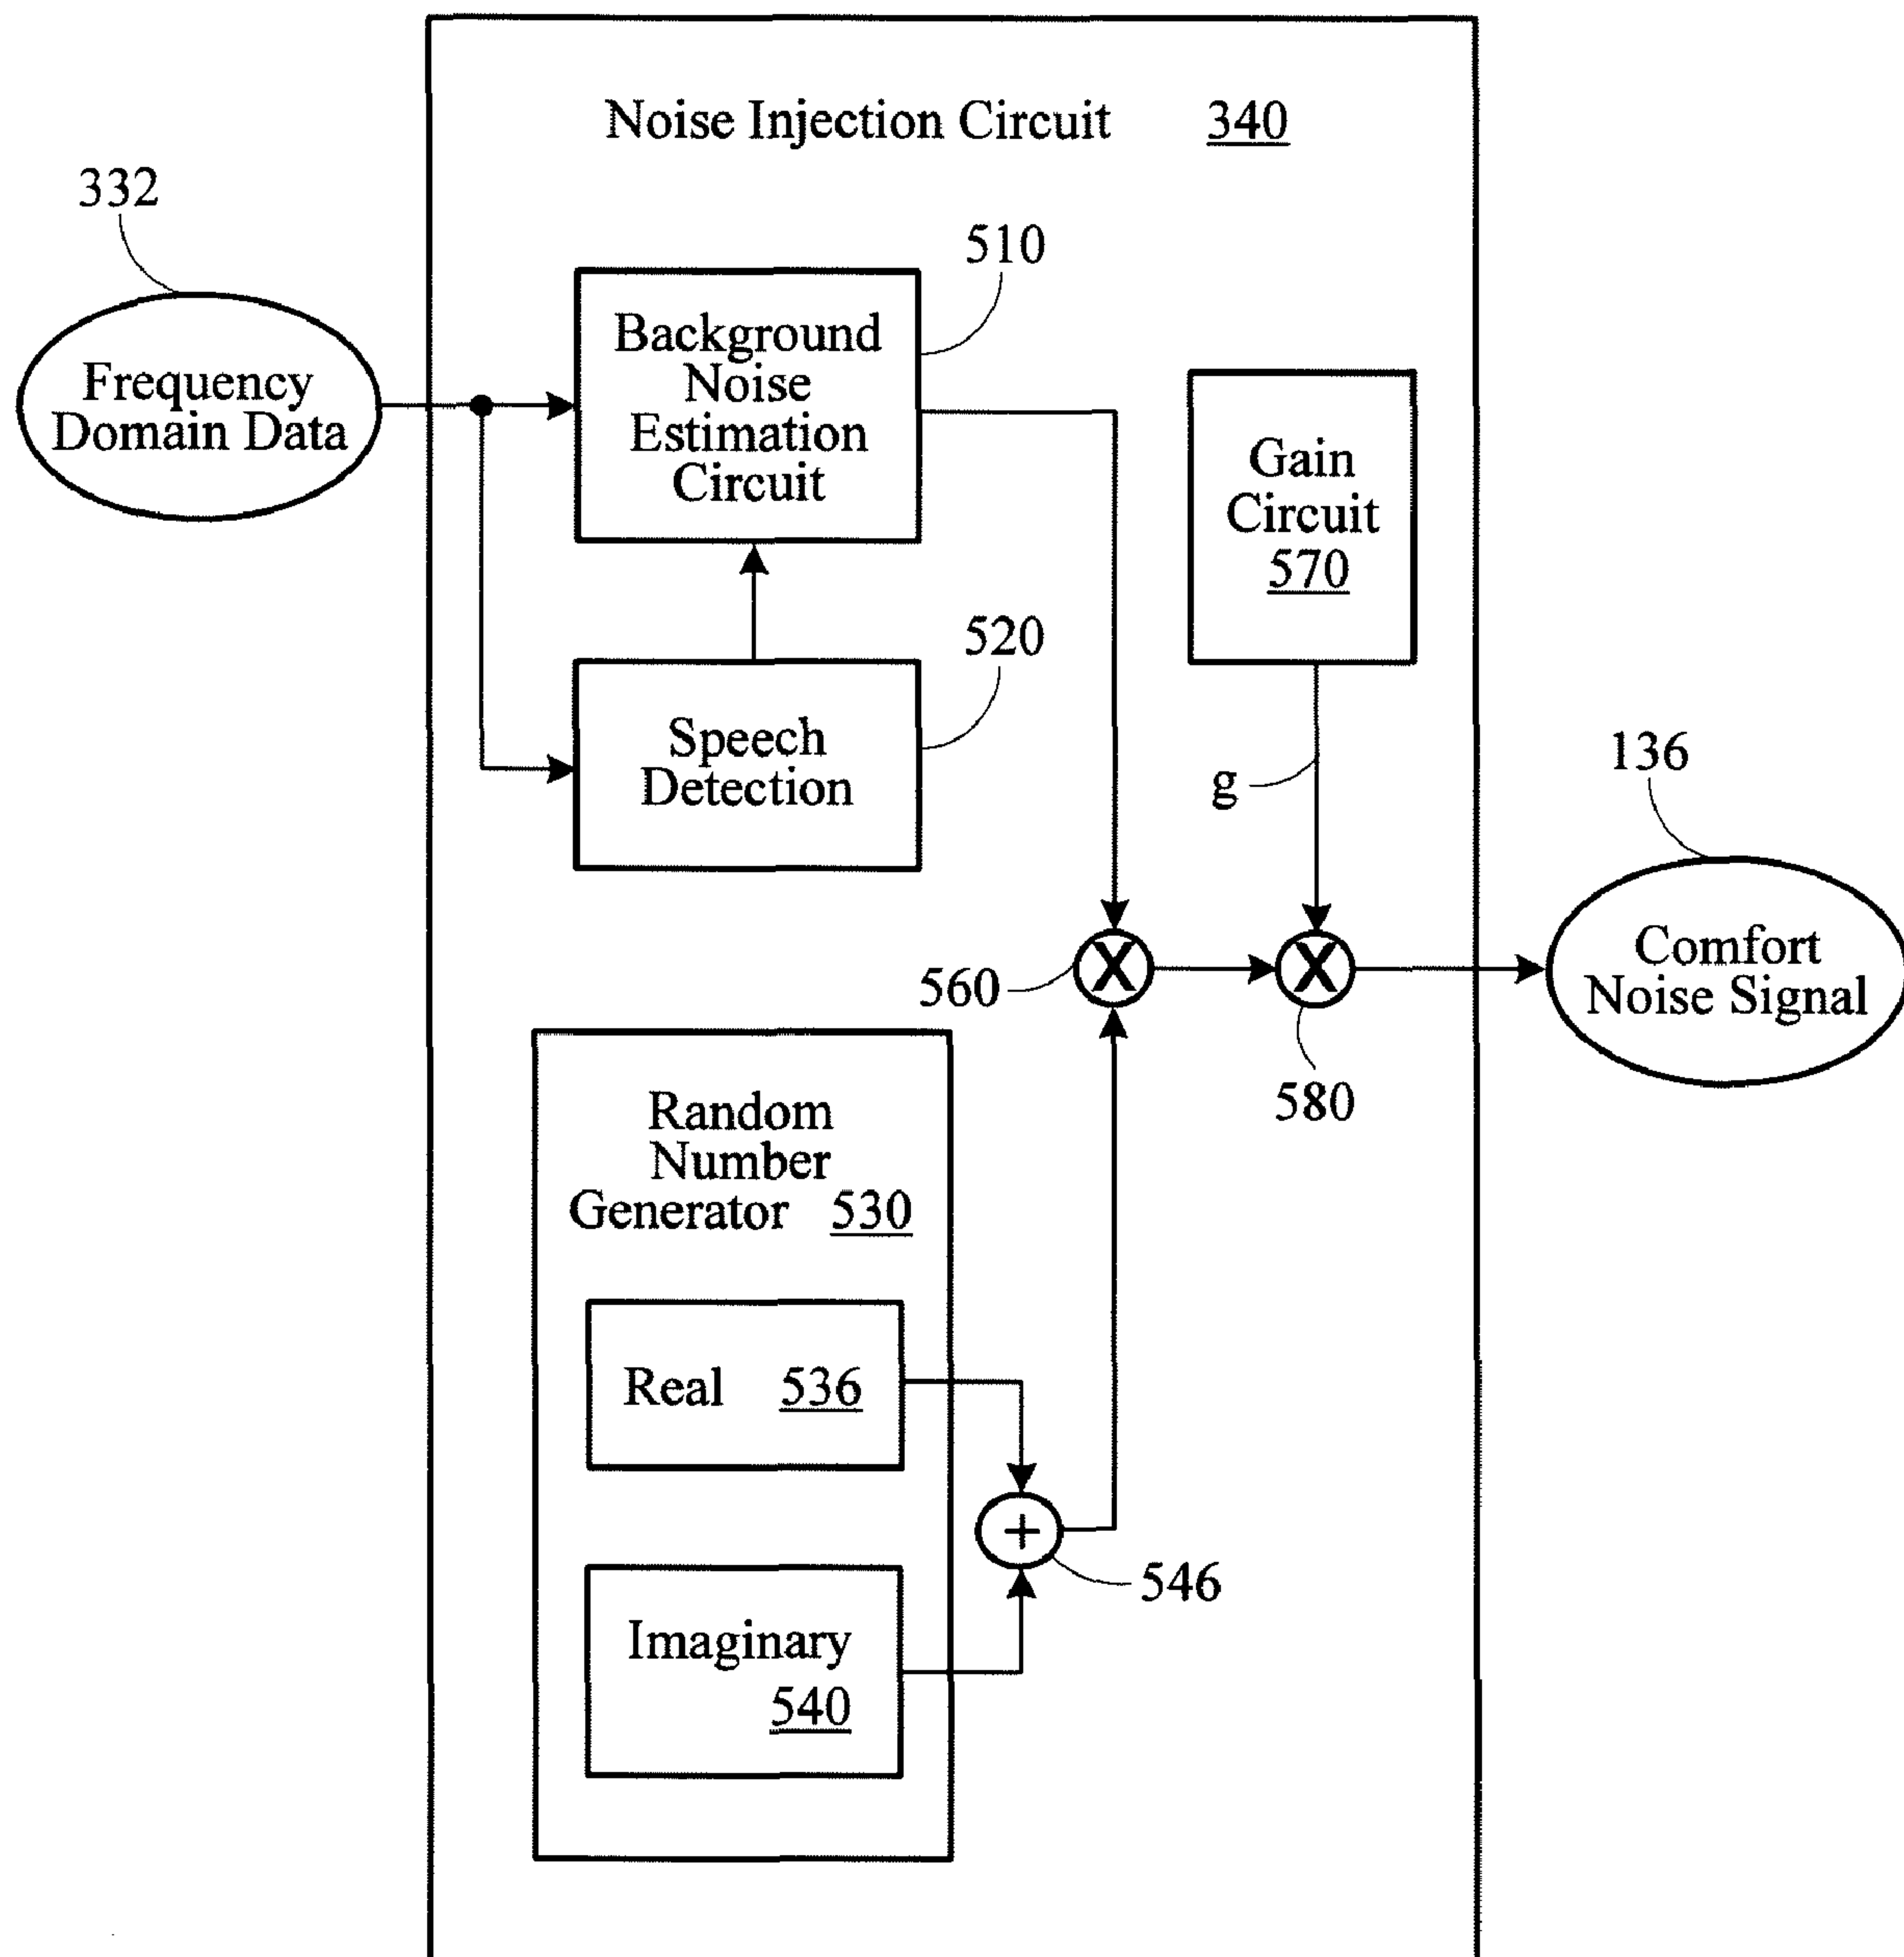 Noise Injection Circuit 340
332
510
Background
Noise
Estimation
Circuit
Frequency
Domain Data
Gain
Circuit
570
520
Speech
Detection
g
136
560
X
X
Comfort
Noise Signal
580
Random
Number
Generator 530
Real 536
+
546
Imaginary
540